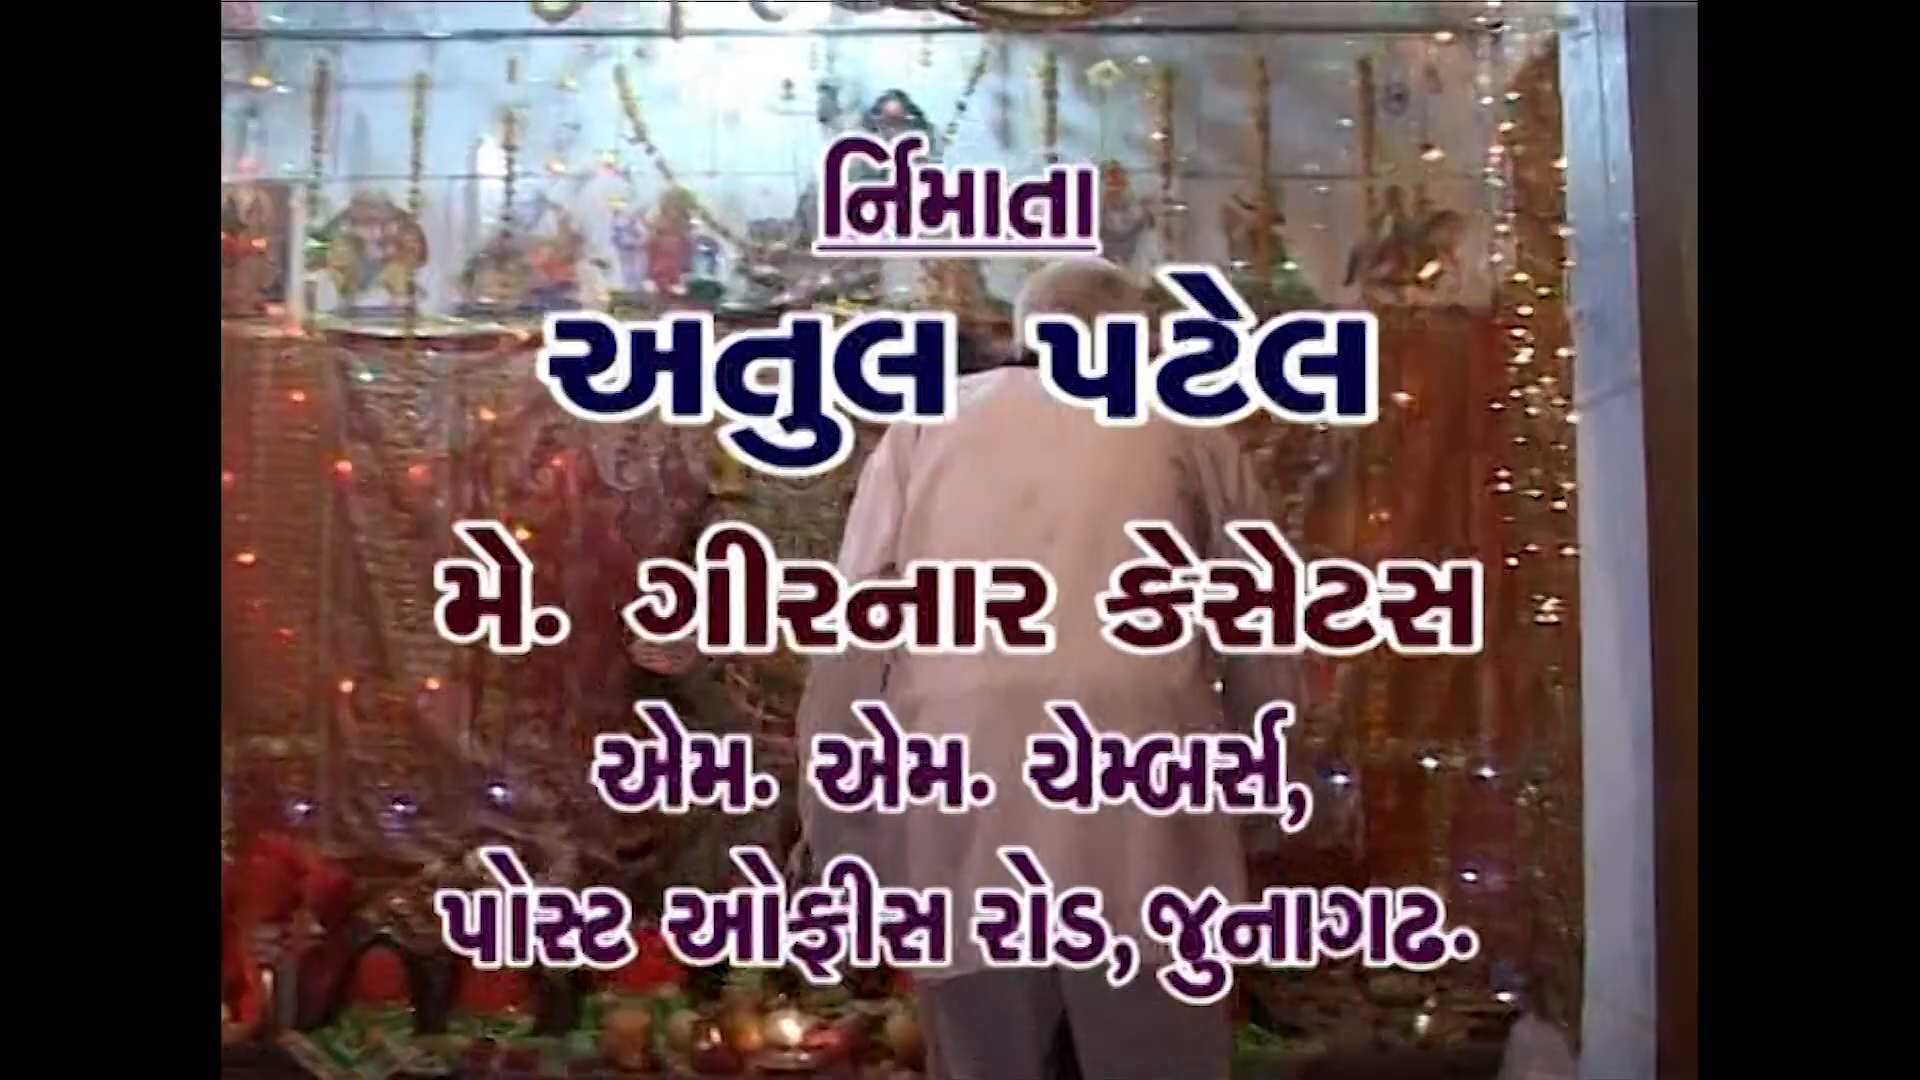 ર્નિમાતા
અતુલ પટેલ
મે. ગીરનાર કેસેટસ
એમ. એમ. ચેમ્બર્સ,
પોસ્ટ ઓફીસ રોડ, જુનાગઢ.